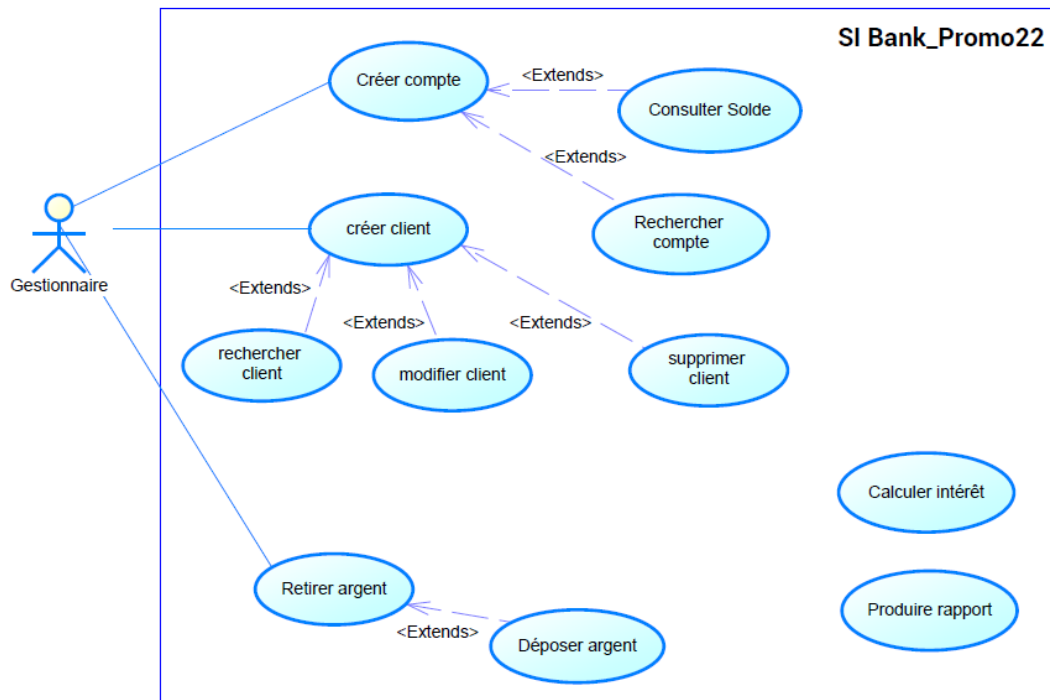 SI Bank_Promo22
Créer compte
<Extends>
Consulter Solde
<Extends>
Rechercher
compte
créer client
Gestionnaire
<Extends>
<Extends>
<Extends>
rechercher
client
modifier client
supprimer
client
Calculer intérêt
Retirer argent
Produire rapport
<Extends>
Déposer argent